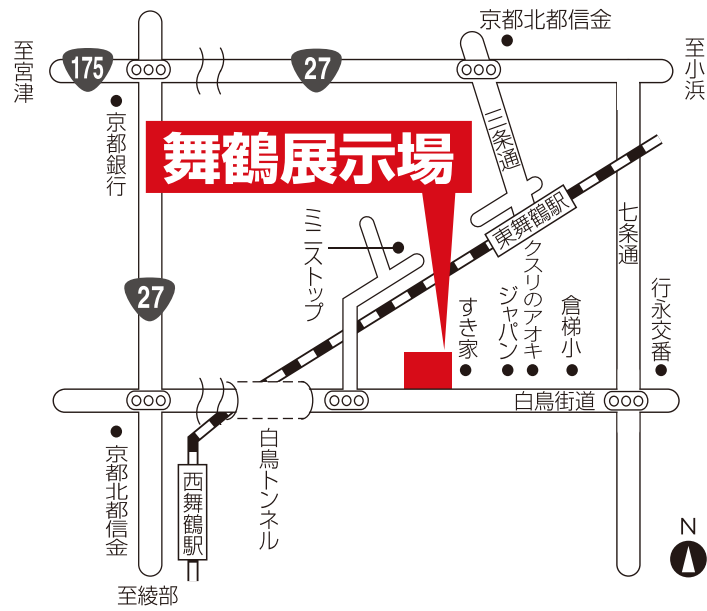 京都北都信金
至宮津
175
27
至小浜
京都銀行
舞鶴展示場
三条通
七条通
東舞鶴駅
ミニストップ
27
すき家
ジャパン
クスリのアオキ
倉梯小
行永交番
白鳥街道
京都北都信金
白鳥トンネル
西舞鶴駅
至綾部
N